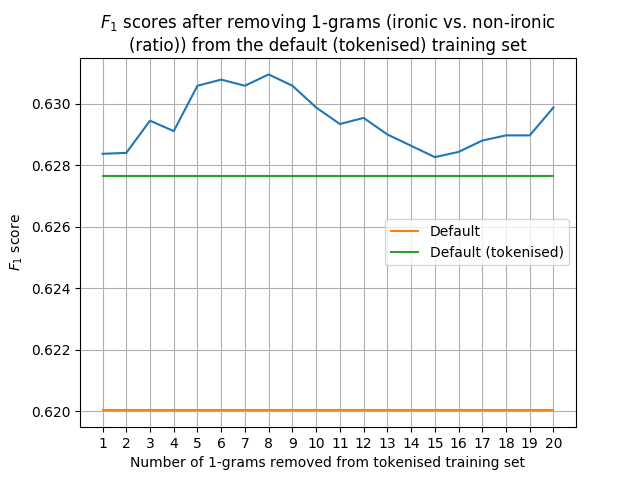 F1 scores after removing 1-grams (ironic vs. non-ironic
(ratio)) from the default (tokenised) training set
0.630
0.628
0.626
0.624
0.622
0.620
F1 score
Default
Default (tokenised)
1 2 3 4 5 6 7 8 9 10 11 12 13 14 15 16 17 18 19 20
Number of 1-grams removed from tokenised training set